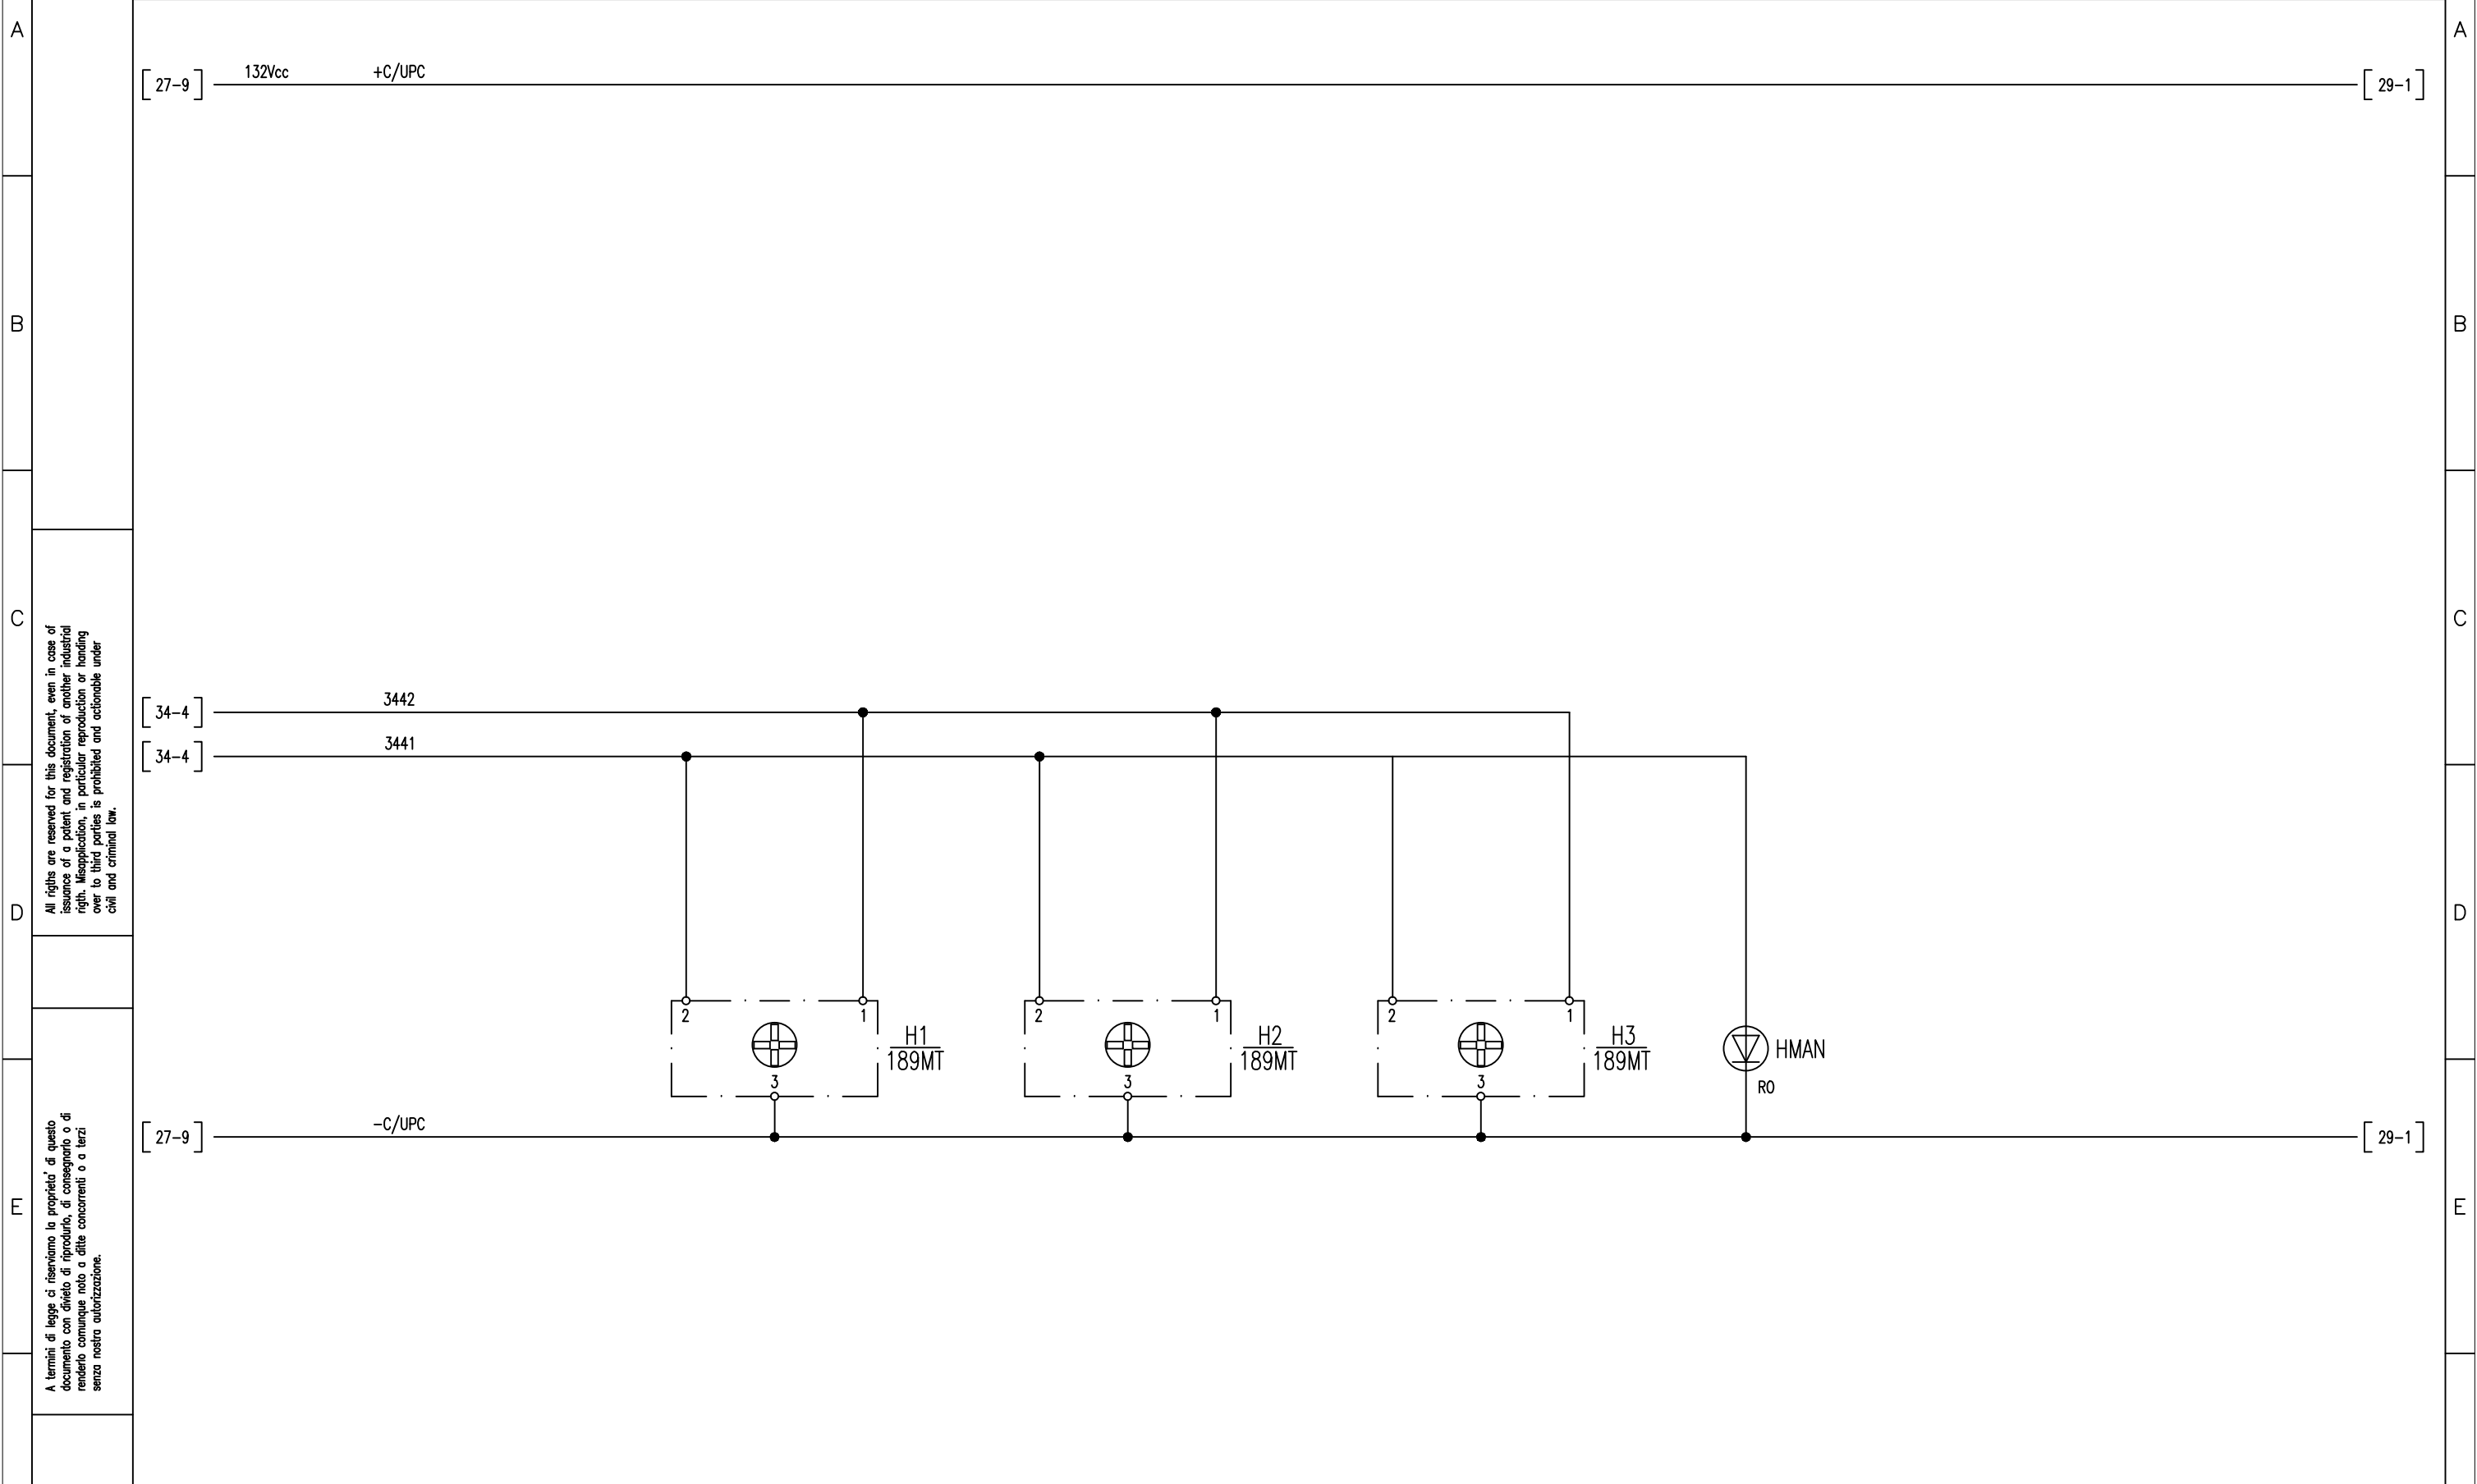 A
A
132Vcc
+C/UPC
27-9
29-1
B
B
C
C
All rigths are reserved for this document, even in case of
issuance of a patent and registration of another industrial
rigth. Misapplication, in particular reproduction or handing
over to third parties is prohibited and actionable under
civil and criminal law.
3442
34-4
3441
34-4
D
D
2
1
2
1
2
1
H1
189MT
H2
189MT
H3
189MT
HMAN
RO
3
3
3
-C/UPC
27-9
29-1
E
E
A termini di legge ci riserviamo la proprieta' di questo
documento con divieto di riprodurlo, di consegnarlo o di
renderlo comunque noto a ditte concorrenti o a terzi
senza nostra autorizzazione.